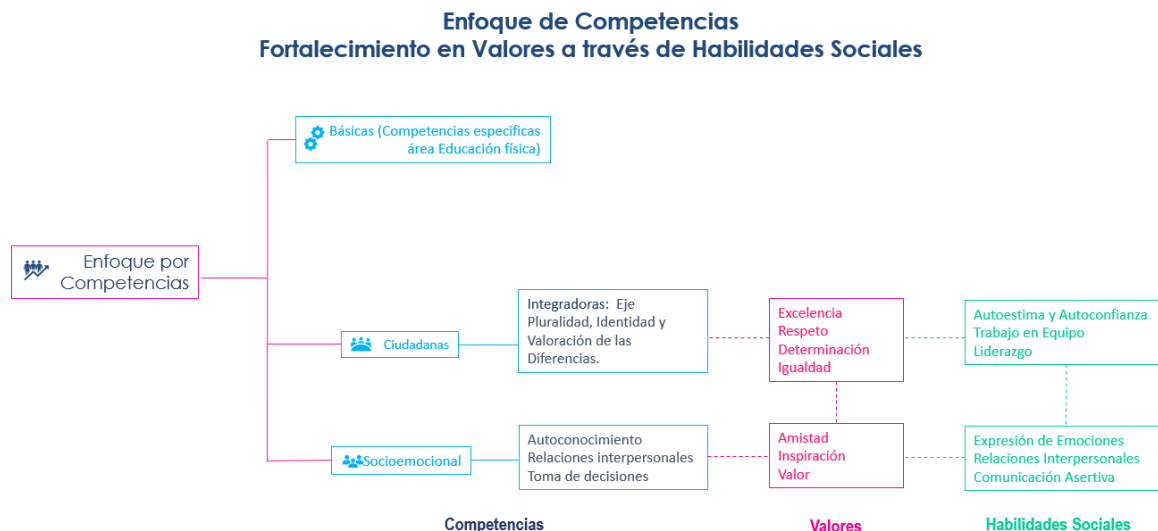 Enfoque de Competencias
Fortalecimiento en Valores a través de Habilidades Sociales
Básicas (Competencias especificas
área Educación física)
Enfoque por
Competencias
Ciudadanas
Integradoras: Eje
Pluralidad, Identidad y
Valoración de las
Diferencias.
Excelencia
Respeto
Determinación
Igualdad
Autoestima y Autoconfianza
Trabajo en Equipo
Liderazgo
Socioemocional
Autoconocimiento
Relaciones interpersonales
Toma de decisiones
Amistad
Inspiración
Valor
Expresión de Emociones
Relaciones Interpersonales
Comunicación Asertiva
Competencias
Valores
Habilidades Sociales